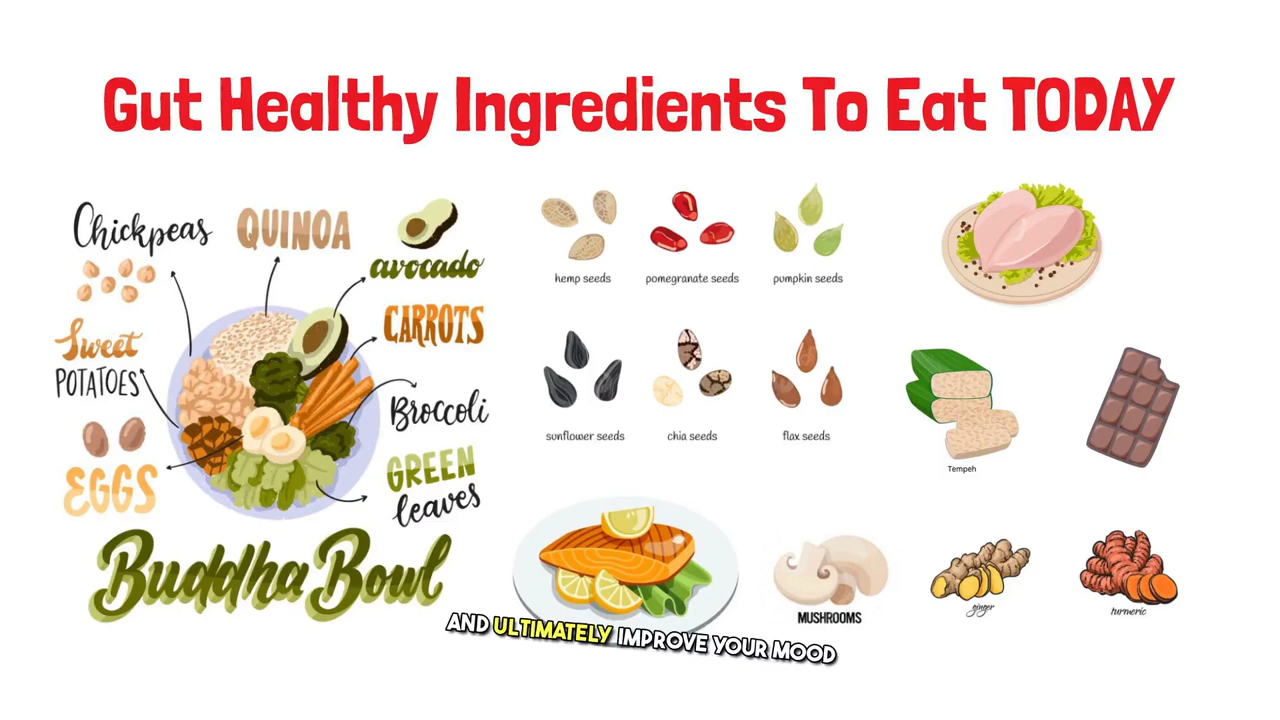 Gut Healthy Ingredients To Eat TODAY
Chickpeas
QUINOA
avocado
CARROTS
Sweet
POTATOES
Broccoli
EGGS
GREEN
leaves
Buddha Bowl
hemp seeds
pomegranate seeds
pumpkin seeds
sunflower seeds
chia seeds
flax seeds
Tempeh
MUSHROOMS
ginger
turmeric
AND ULTIMATELY IMPROVE YOUR MOOD